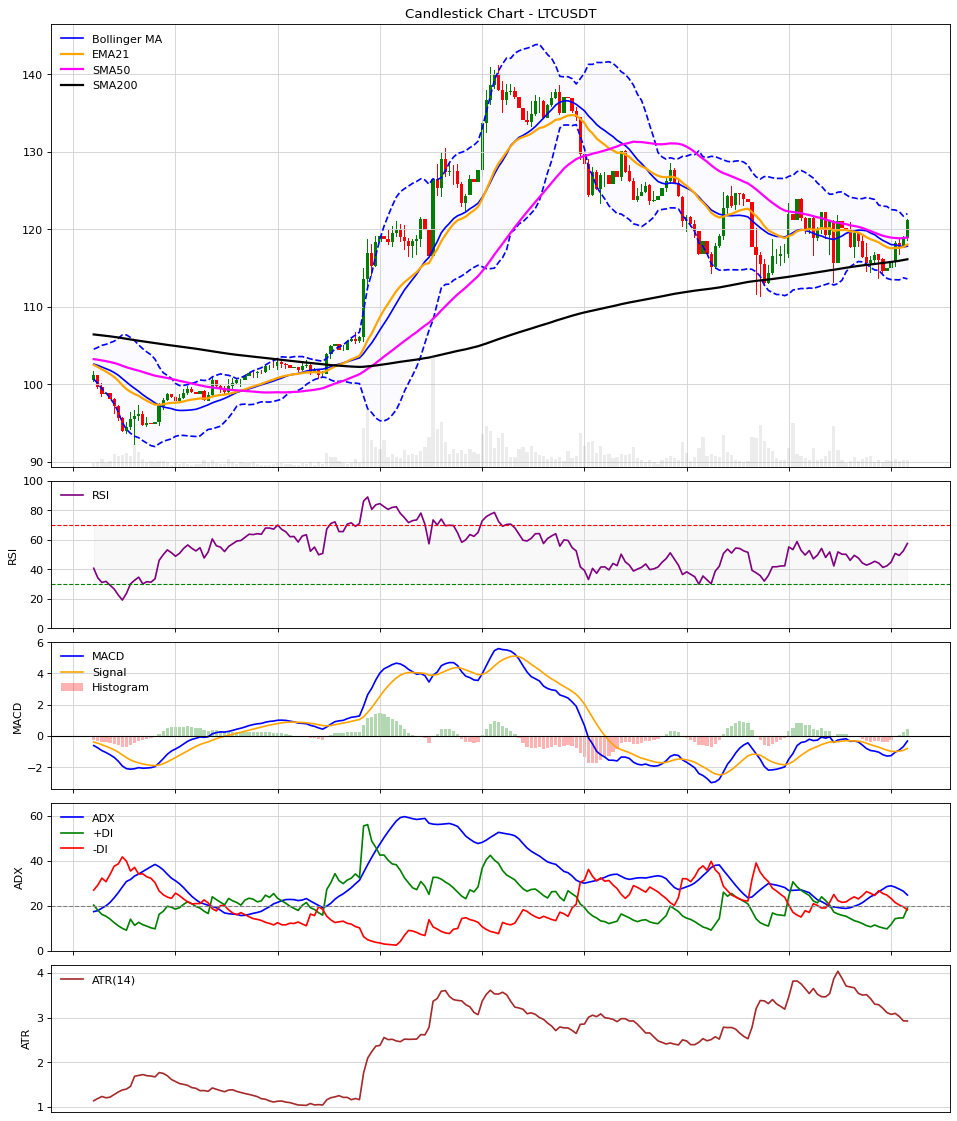 Candlestick Chart - LTCUSDT
Bollinger MA
EMA21
SMA50
SMA200
140
130
120
110
100
90
RSI
100
80
60
40
20
0
RSI
MACD
Signal
Histogram
6
4
2
0
−2
MACD
ADX
+DI
-DI
60
40
20
0
ADX
ATR(14)
4
3
2
1
ATR